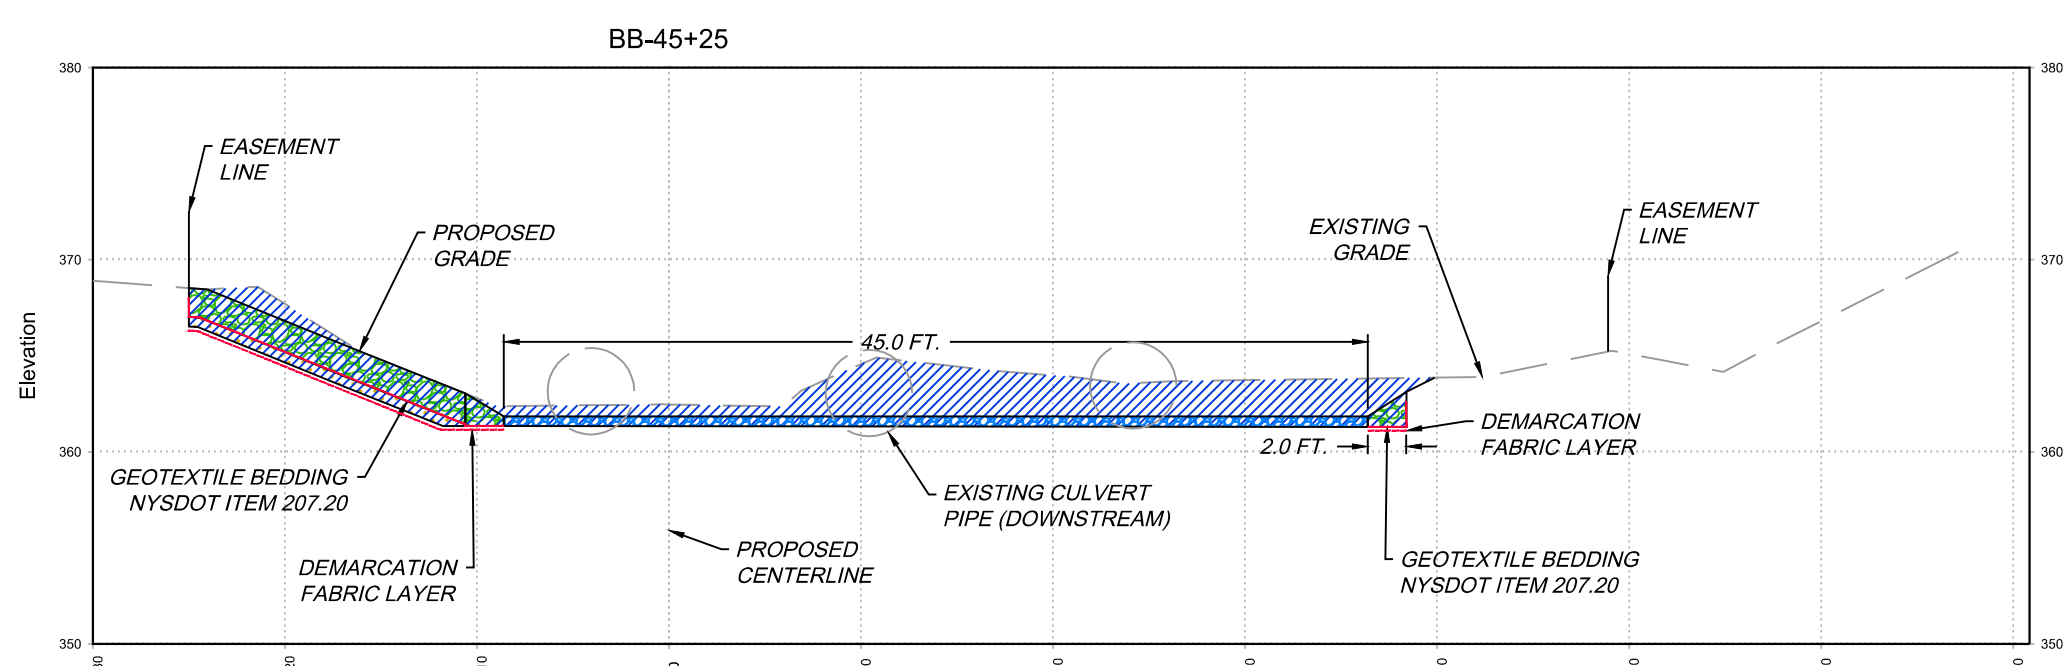 BB-45+25
380
380
EASEMENT
LINE
EASEMENT
LINE
PROPOSED
GRADE
EXISTING
GRADE
370
370
Elevation
45.0 FT.
DEMARCATION
FABRIC LAYER
2.0 FT.
360
360
GEOTEXTILE BEDDING
NYSDOT ITEM 207.20
EXISTING CULVERT
PIPE (DOWNSTREAM)
PROPOSED
CENTERLINE
DEMARCATION
FABRIC LAYER
GEOTEXTILE BEDDING
NYSDOT ITEM 207.20
350
350